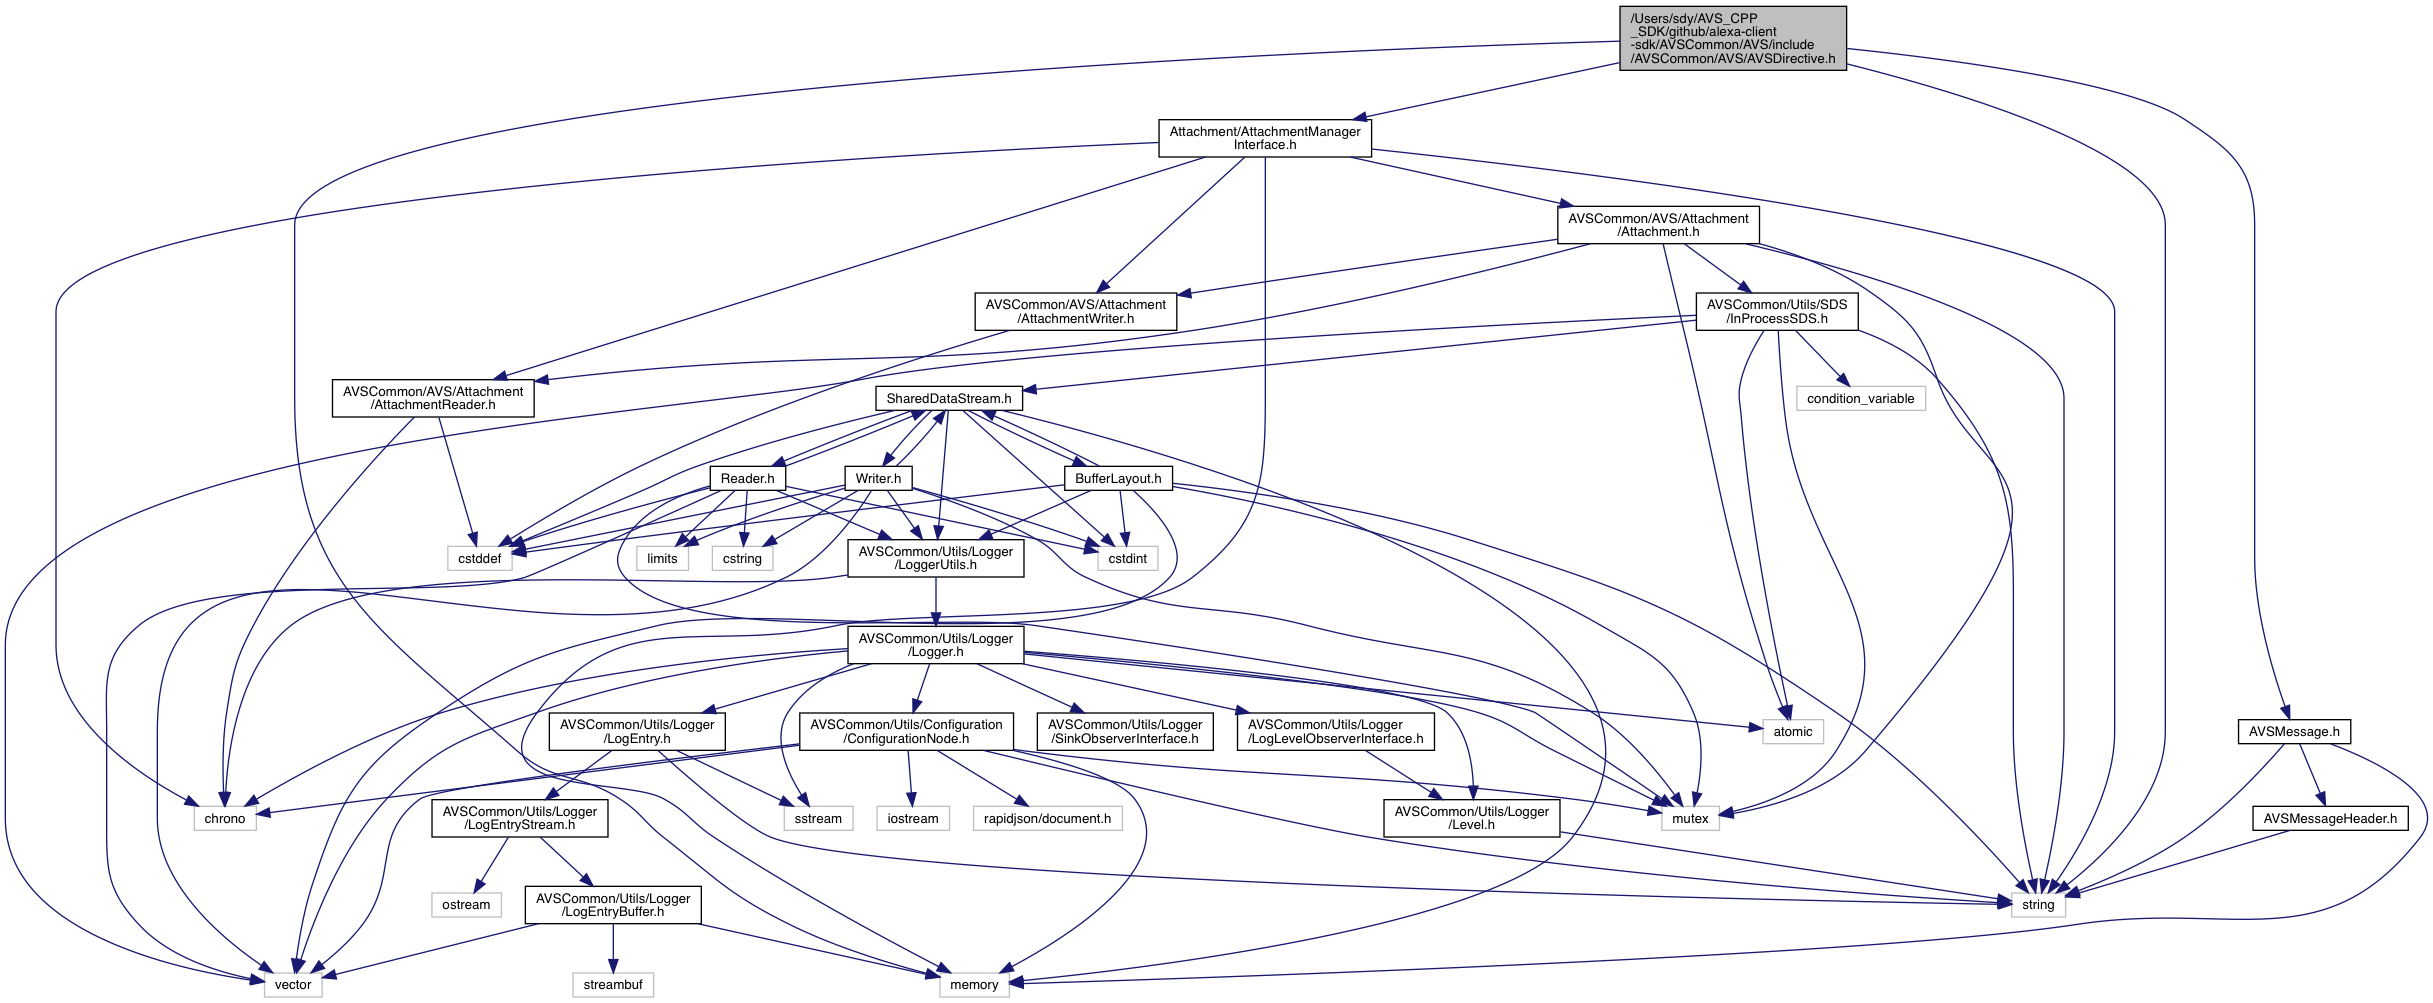 /Users/sdy/AVS_CPP
_SDK/github/alexa-client
-sdk/AVSCommon/AVS/include
/AVSCommon/AVS/AVSDirective.h
Attachment/AttachmentManager
Interface.h
AVSCommon/AVS/Attachment
/Attachment.h
AVSCommon/AVS/Attachment
/AttachmentWriter.h
AVSCommon/Utils/SDS
/InProcessSDS.h
AVSCommon/AVS/Attachment
/AttachmentReader.h
SharedDataStream.h
condition_variable
Reader.h
Writer.h
BufferLayout.h
cstddef
limits
cstring
AVSCommon/Utils/Logger
/LoggerUtils.h
cstdint
AVSCommon/Utils/Logger
/Logger.h
AVSCommon/Utils/Logger
/LogEntry.h
AVSCommon/Utils/Configuration
/ConfigurationNode.h
AVSCommon/Utils/Logger
/SinkObserverInterface.h
AVSCommon/Utils/Logger
/LogLevelObserverInterface.h
atomic
AVSMessage.h
chrono
AVSCommon/Utils/Logger
/LogEntryStream.h
sstream
iostream
rapidjson/document.h
AVSCommon/Utils/Logger
/Level.h
mutex
AVSMessageHeader.h
ostream
AVSCommon/Utils/Logger
/LogEntryBuffer.h
string
vector
streambuf
memory